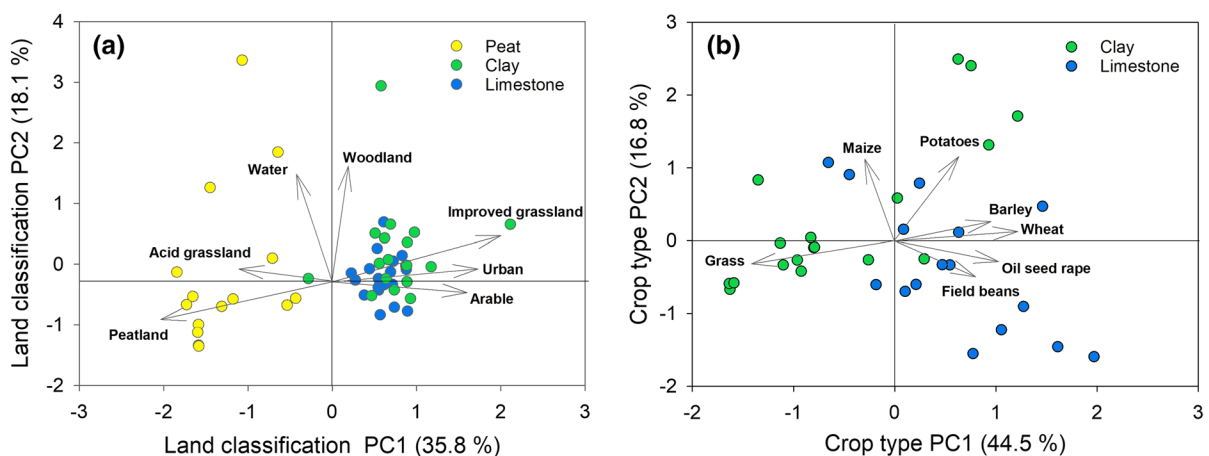 (a)
Peat
Clay
Limestone
Land classification PC2 (18.1 %)
4
3
2
1
0
-1
-2
Water
Woodland
Improved grassland
Acid grassland
Urban
Arable
Peatland
-3
-2
-1
0
1
2
3
Land classification PC1 (35.8 %)
(b)
Clay
Limestone
Crop type PC2 (16.8 %)
3
2
1
0
-1
-2
Maize
Potatoes
Barley
Wheat
Grass
Oil seed rape
Field beans
-2
-1
0
1
2
3
Crop type PC1 (44.5 %)